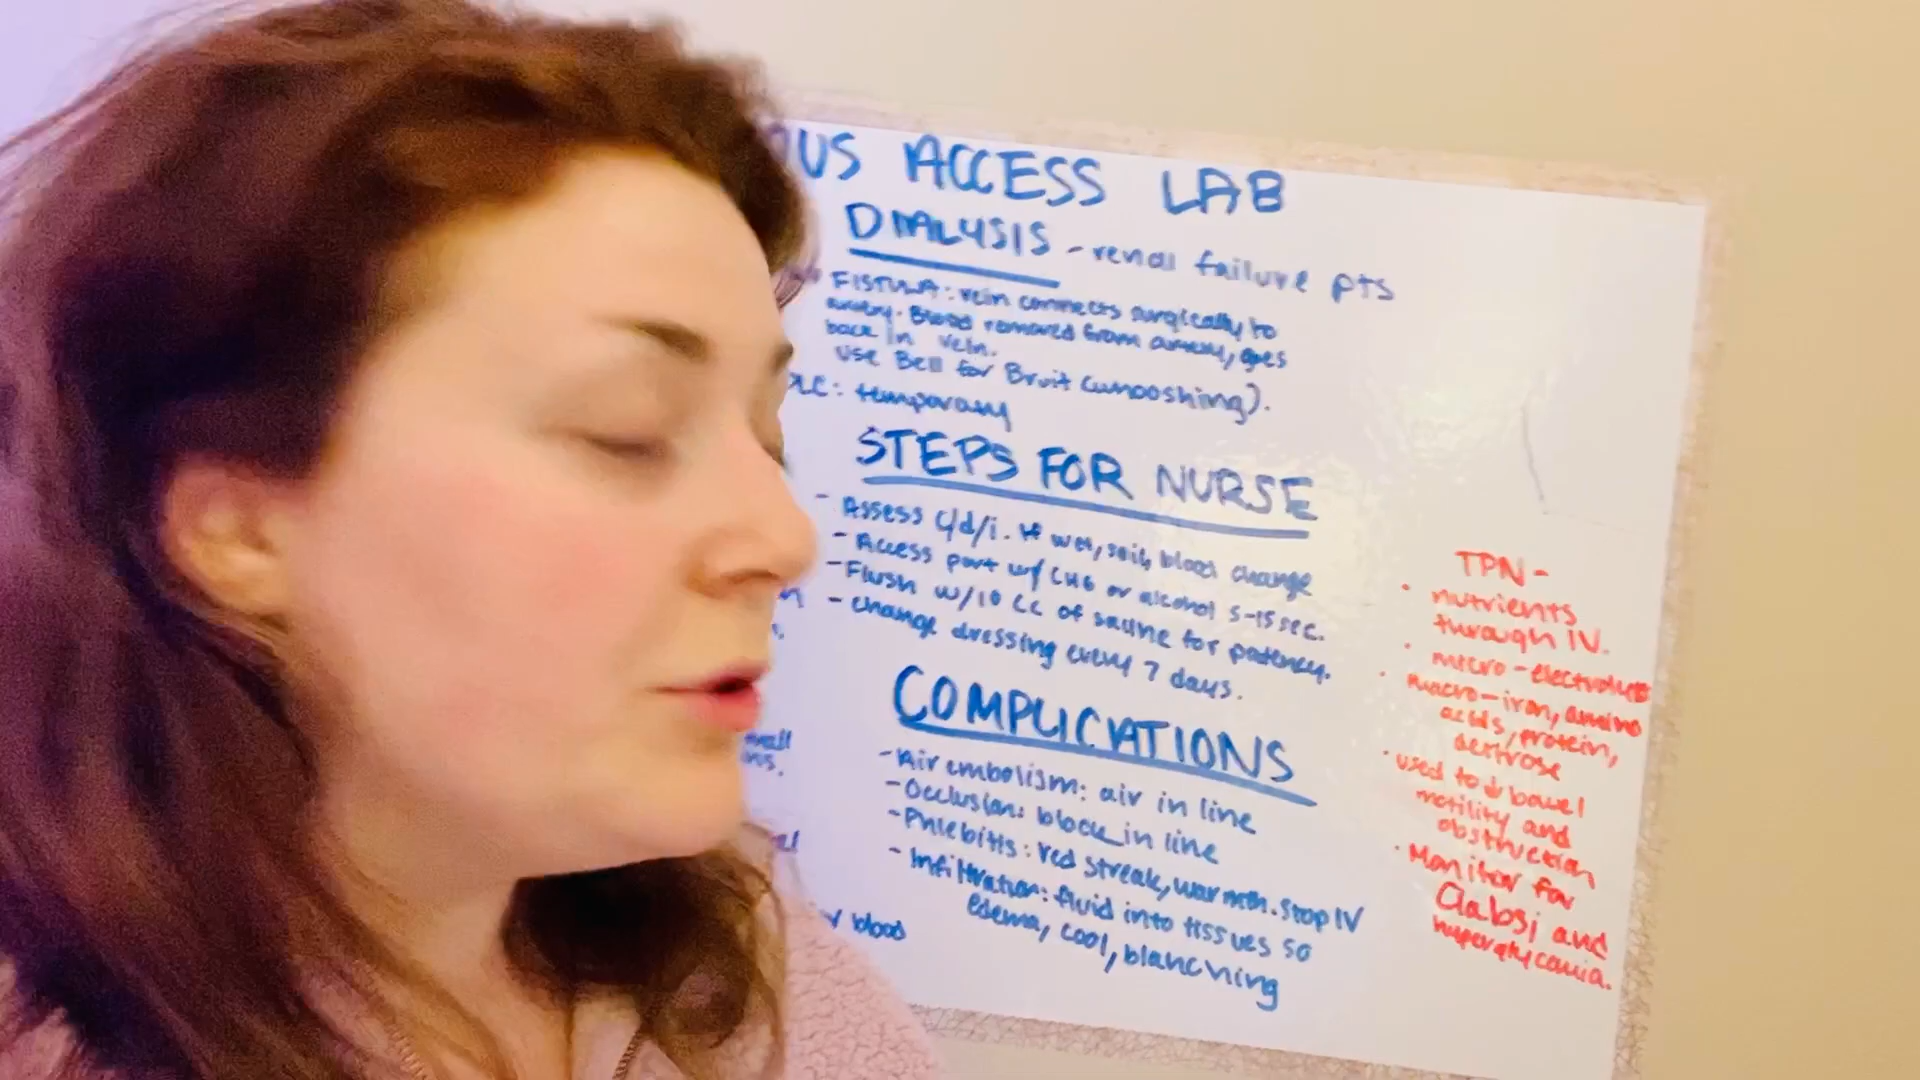 US ACCESS LAB
DIALYSIS - renal failure pts
FISTULA: vein connects surgically to
artery. Blood removed from artery, goes
back in vein.
use Bell for Bruit (whooshing).
LC: temporary
STEPS FOR NURSE
- Assess c/d/i. If wet, soil, blood change
- Access port w/ CHG or alcohol 5-15 sec.
- Flush w/10 cc of saline for patency.
- Change dressing every 7 days.
COMPLICATIONS
- Air embolism: air in line
- Occlusion: block in line
- Phlebitis: red streak, warmth. Stop IV
- Infiltration: fluid into tissues so
edema, cool, blanching
blood
TPN-
• nutrients
through IV.
• micro-electrolytes
• macro-iron, amino
acids, protein,
dextrose
• used to ↓ bowel
motility and
obstruction
• Monitor for
Clabsi and